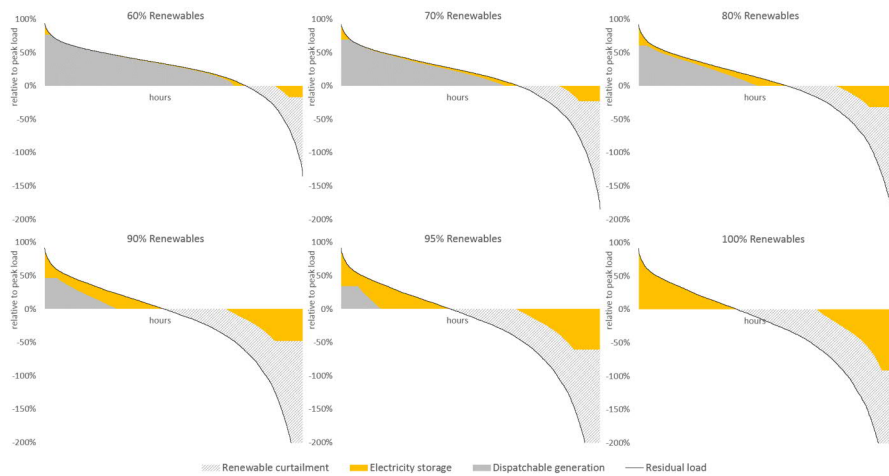 60% Renewables
70% Renewables
80% Renewables
100%
50%
0%
-50%
-100%
-150%
-200%
relative to peak load
hours
100%
50%
0%
-50%
-100%
-150%
-200%
relative to peak load
hours
100%
50%
0%
-50%
-100%
-150%
-200%
relative to peak load
hours
90% Renewables
95% Renewables
100% Renewables
100%
50%
0%
-50%
-100%
-150%
-200%
relative to peak load
hours
100%
50%
0%
-50%
-100%
-150%
-200%
relative to peak load
hours
100%
50%
0%
-50%
-100%
-150%
-200%
relative to peak load
hours
Renewable curtailment Electricity storage Dispatchable generation Residual load